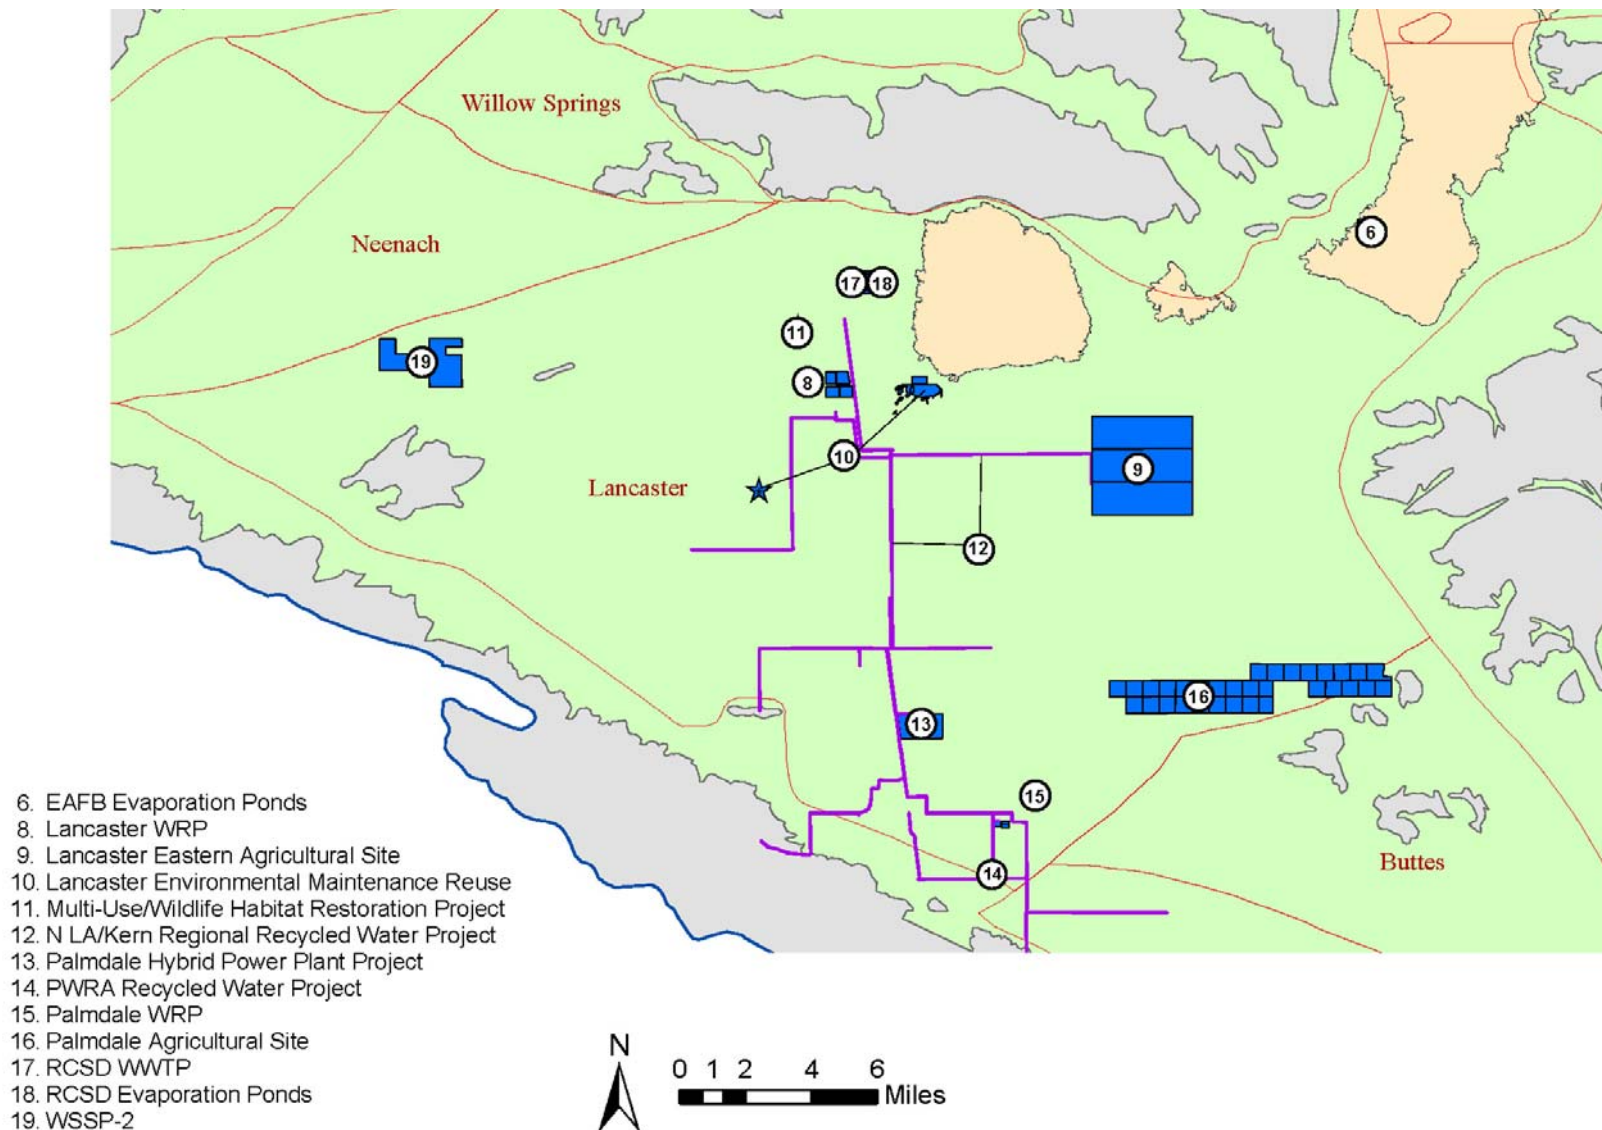 Willow Springs
Neenach
6
17 18
11
19
8
10
9
Lancaster
12
16
13
15
14
Buttes
6. EAFB Evaporation Ponds
8. Lancaster WRP
9. Lancaster Eastern Agricultural Site
10. Lancaster Environmental Maintenance Reuse
11. Multi-Use/Wildlife Habitat Restoration Project
12. N LA/Kern Regional Recycled Water Project
13. Palmdale Hybrid Power Plant Project
14. PWRA Recycled Water Project
15. Palmdale WRP
16. Palmdale Agricultural Site
17. RCSD WWTP
18. RCSD Evaporation Ponds
19. WSSP-2
N
0 1 2 4 6
Miles